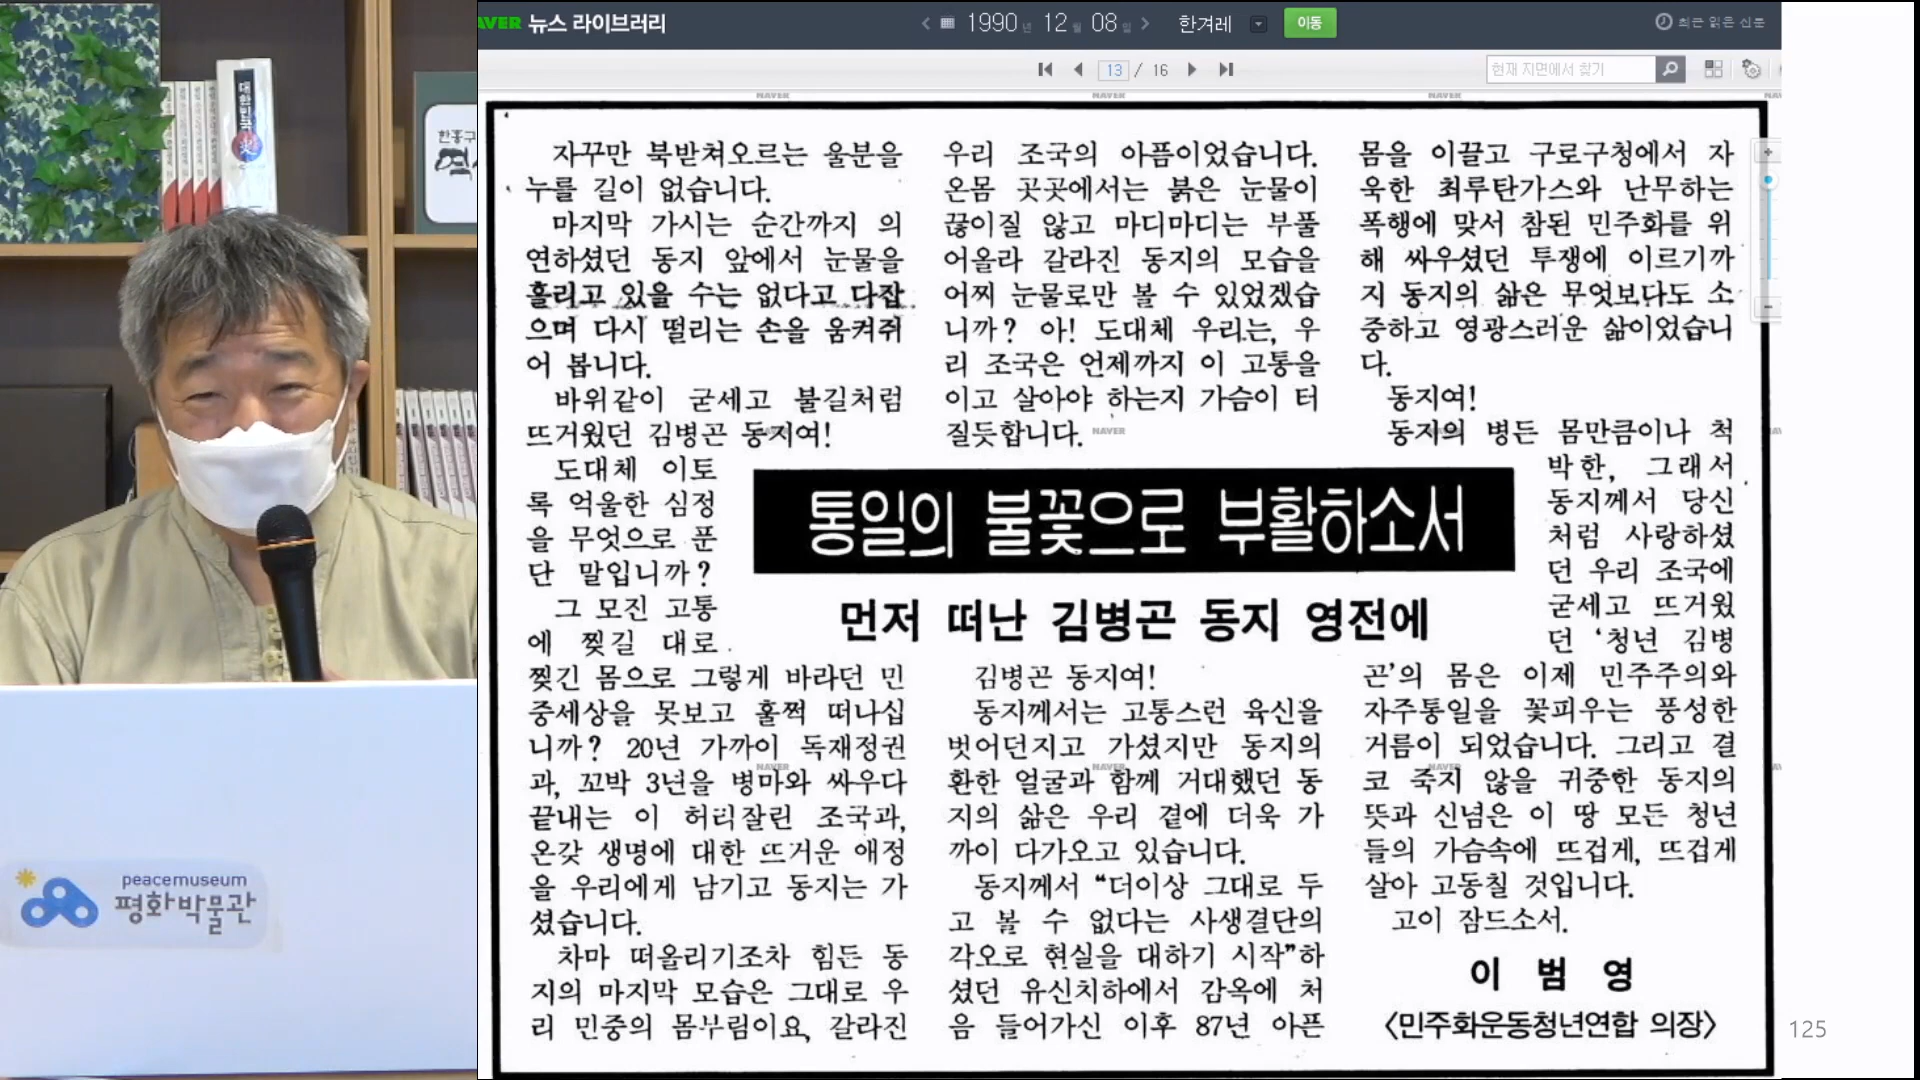 NAVER 뉴스 라이브러리
1990년 12월 08일 한겨레 이동
최근 읽은 신문
13 / 16
현재 지면에서 찾기
자꾸만 북받쳐오르는 울분을
누를 길이 없습니다.
마지막 가시는 순간까지 의
연하셨던 동지 앞에서 눈물을
흘리고 있을 수는 없다고 다잡
으며 다시 떨리는 손을 움켜쥐
어 봅니다.
바위같이 굳세고 불길처럼
뜨거웠던 김병곤 동지여!
도대체 이토
록 억울한 심정
을 무엇으로 푼
단 말입니까?
그 모진 고통
에 찢길 대로
찢긴 몸으로 그렇게 바라던 민
중세상을 못보고 훌쩍 떠나십
니까? 20년 가까이 독재정권
과, 꼬박 3년을 병마와 싸우다
끝내는 이 허리잘린 조국과,
온갖 생명에 대한 뜨거운 애정
을 우리에게 남기고 동지는 가
셨습니다.
차마 떠올리기조차 힘든 동
지의 마지막 모습은 그대로 우
리 민중의 몸부림이요, 갈라진
우리 조국의 아픔이었습니다.
온몸 곳곳에서는 붉은 눈물이
끊이질 않고 마디마디는 부풀
어올라 갈라진 동지의 모습을
어찌 눈물로만 볼 수 있었겠습
니까? 아! 도대체 우리는, 우
리 조국은 언제까지 이 고통을
이고 살아야 하는지 가슴이 터
질듯합니다.
통일의 불꽃으로 부활하소서
먼저 떠난 김병곤 동지 영전에
김병곤 동지여!
동지께서는 고통스런 육신을
벗어던지고 가셨지만 동지의
환한 얼굴과 함께 거대했던 동
지의 삶은 우리 곁에 더욱 가
까이 다가오고 있습니다.
동지께서 “더이상 그대로 두
고 볼 수 없다는 사생결단의
각오로 현실을 대하기 시작”하
셨던 유신치하에서 감옥에 처
음 들어가신 이후 87년 아픈
몸을 이끌고 구로구청에서 자
욱한 최루탄가스와 난무하는
폭행에 맞서 참된 민주화를 위
해 싸우셨던 투쟁에 이르기까
지 동지의 삶은 무엇보다도 소
중하고 영광스러운 삶이었습니
다.
동지여!
동지의 병든 몸만큼이나 척
박한, 그래서
동지께서 당신
처럼 사랑하셨
던 우리 조국에
굳세고 뜨거웠
던 ‘청년 김병
곤’의 몸은 이제 민주주의와
자주통일을 꽃피우는 풍성한
거름이 되었습니다. 그리고 결
코 죽지 않을 귀중한 동지의
뜻과 신념은 이 땅 모든 청년
들의 가슴속에 뜨겁게, 뜨겁게
살아 고동칠 것입니다.
고이 잠드소서.
이 범 영
〈민주화운동청년연합 의장〉
125
대한민국
한홍구
peacemuseum
평화박물관